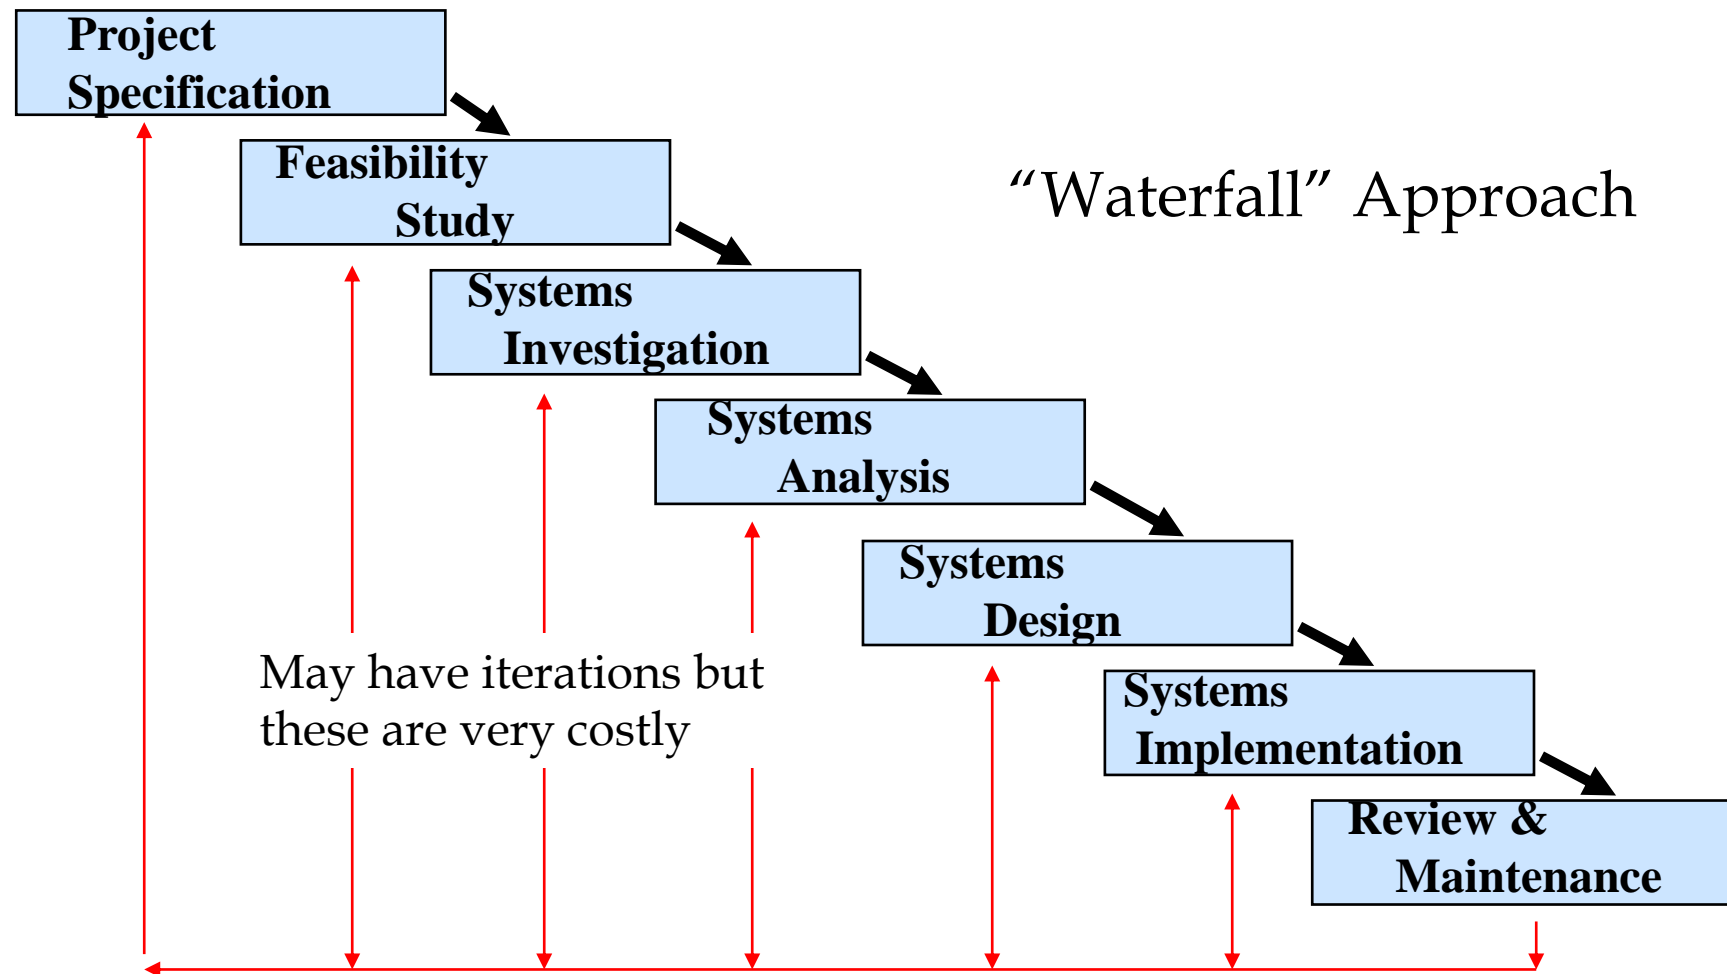 Project
Specification
Feasibility
Study
“Waterfall” Approach
Systems
Investigation
Systems
Analysis
Systems
Design
May have iterations but
these are very costly
Systems
Implementation
Review &
Maintenance